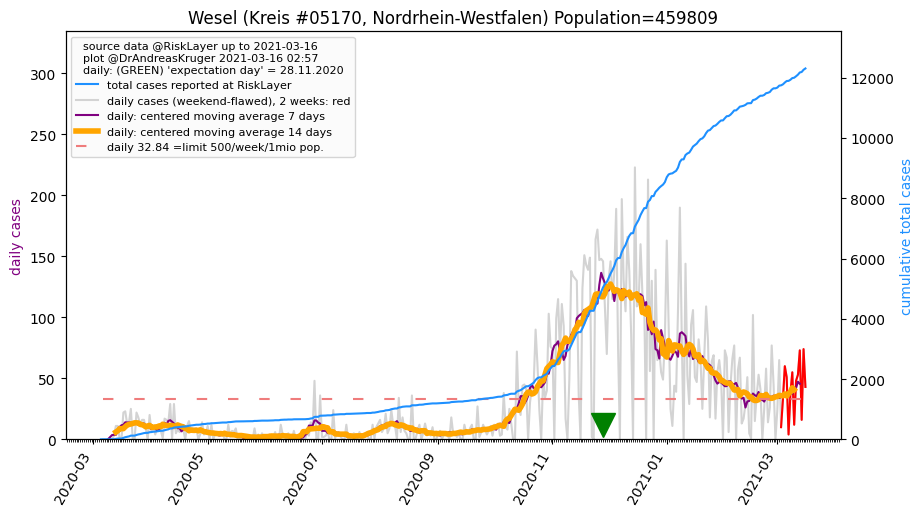 Wesel (Kreis #05170, Nordrhein-Westfalen) Population=459809
source data @RiskLayer up to 2021-03-16
plot @DrAndreasKruger 2021-03-16 02:57
daily: (GREEN) 'expectation day' = 28.11.2020
total cases reported at RiskLayer
daily cases (weekend-flawed), 2 weeks: red
daily: centered moving average 7 days
daily: centered moving average 14 days
daily 32.84 =limit 500/week/1mio pop.
daily cases
300
250
200
150
100
50
0
cumulative total cases
12000
10000
8000
6000
4000
2000
0
2020-03
2020-05
2020-07
2020-09
2020-11
2021-01
2021-03